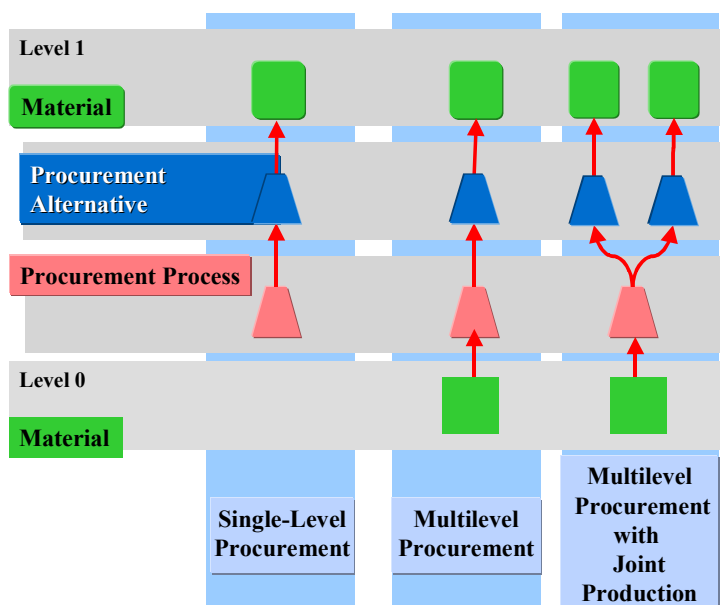 Level 1
Material
Procurement
Alternative
Procurement Process
Level 0
Material
Single-Level
Procurement
Multilevel
Procurement
Multilevel
Procurement
with
Joint
Production